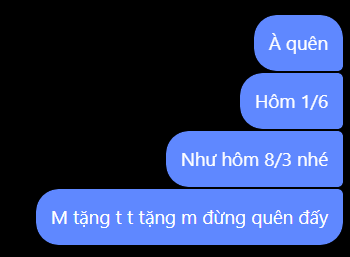 À quên
Hôm 1/6
Như hôm 8/3 nhé
M tặng t t tặng m đừng quên đấy